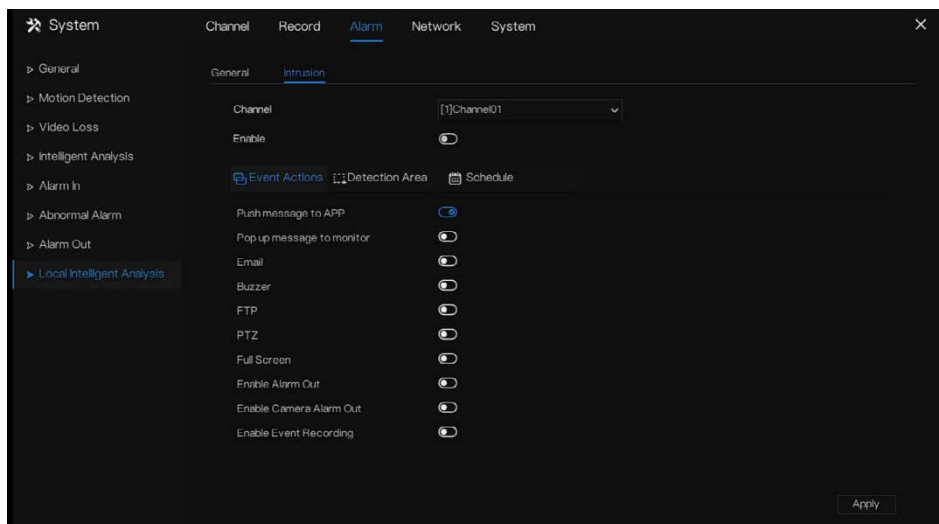 System
Channel Record Alarm Network System
General
Motion Detection
Video Loss
Intelligent Analysis
Alarm In
Abnormal Alarm
Alarm Out
Local Intelligent Analysis
General Intrusion
Channel [1]Channel01
Enable
Event Actions Detection Area Schedule
Push message to APP
Pop up message to monitor
Email
Buzzer
FTP
PTZ
Full Screen
Enable Alarm Out
Enable Camera Alarm Out
Enable Event Recording
Apply